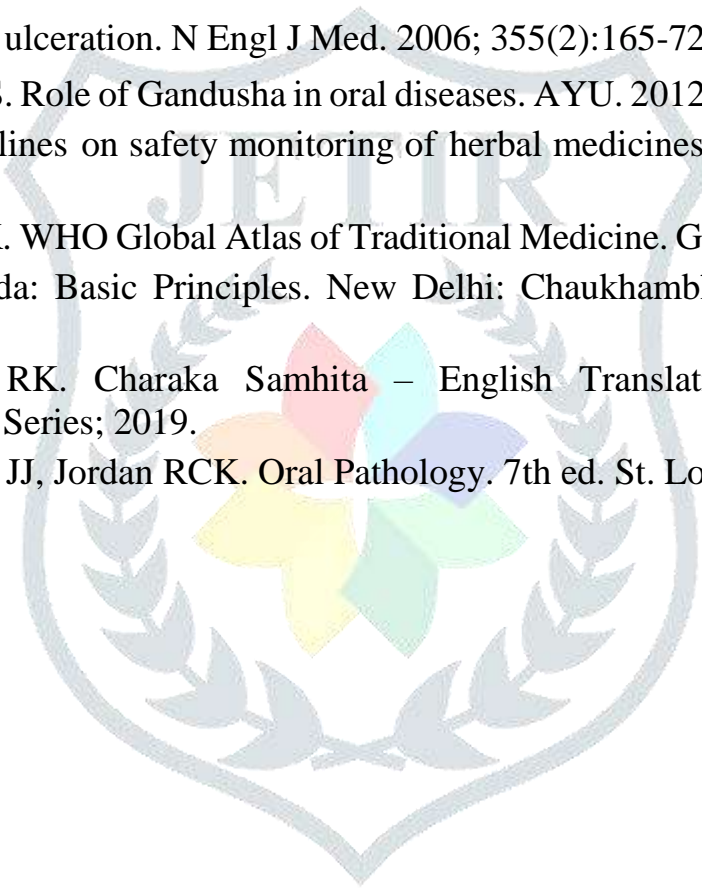 ulceration. N Engl J Med. 2006; 355(2):165-72
S. Role of Gandusha in oral diseases. AYU. 2012
lines on safety monitoring of herbal medicines
JETIR
K. WHO Global Atlas of Traditional Medicine. G
da: Basic Principles. New Delhi: Chaukhambl
RK. Charaka Samhita – English Translat
Series; 2019.
JJ, Jordan RCK. Oral Pathology. 7th ed. St. Lo